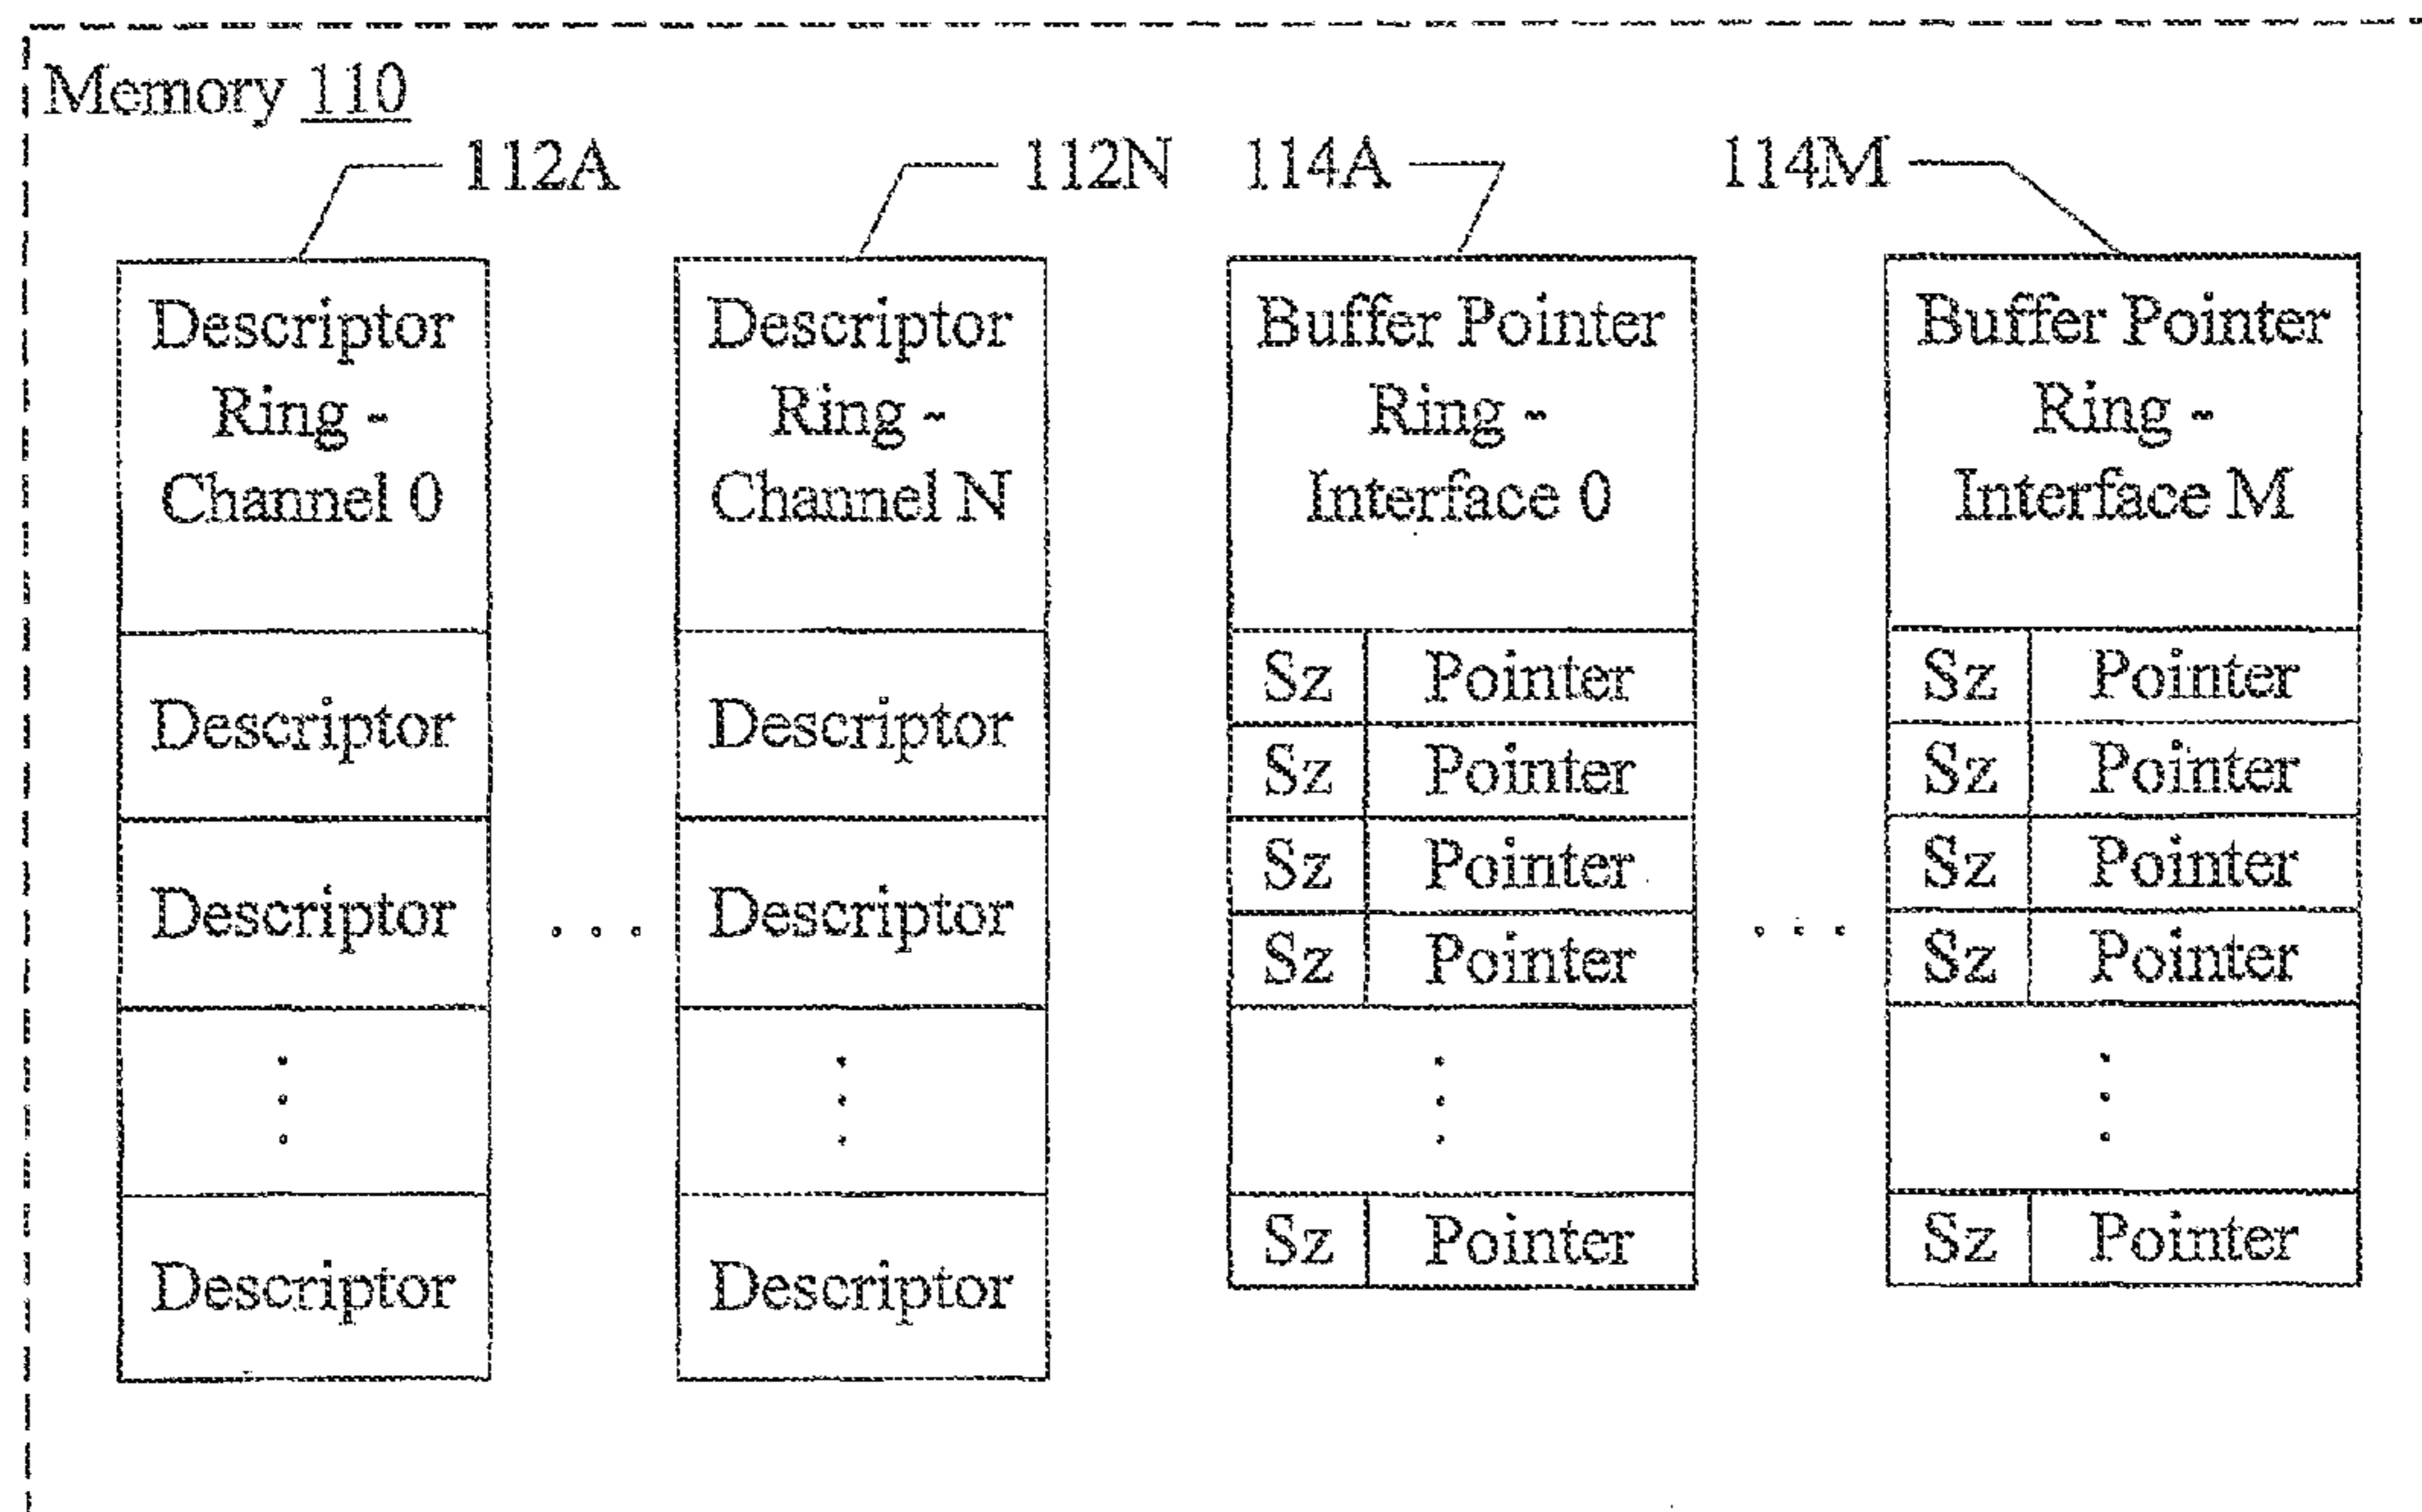 Memory 110
112A
112N
114A
114M
Descriptor
Ring -
Channel 0
Descriptor
Descriptor
Descriptor
Descriptor
Ring -
Channel N
Descriptor
Descriptor
Descriptor
Buffer Pointer
Ring -
Interface 0
Sz Pointer
Sz Pointer
Sz Pointer
Sz Pointer
Sz Pointer
Buffer Pointer
Ring -
Interface M
Sz Pointer
Sz Pointer
Sz Pointer
Sz Pointer
Sz Pointer